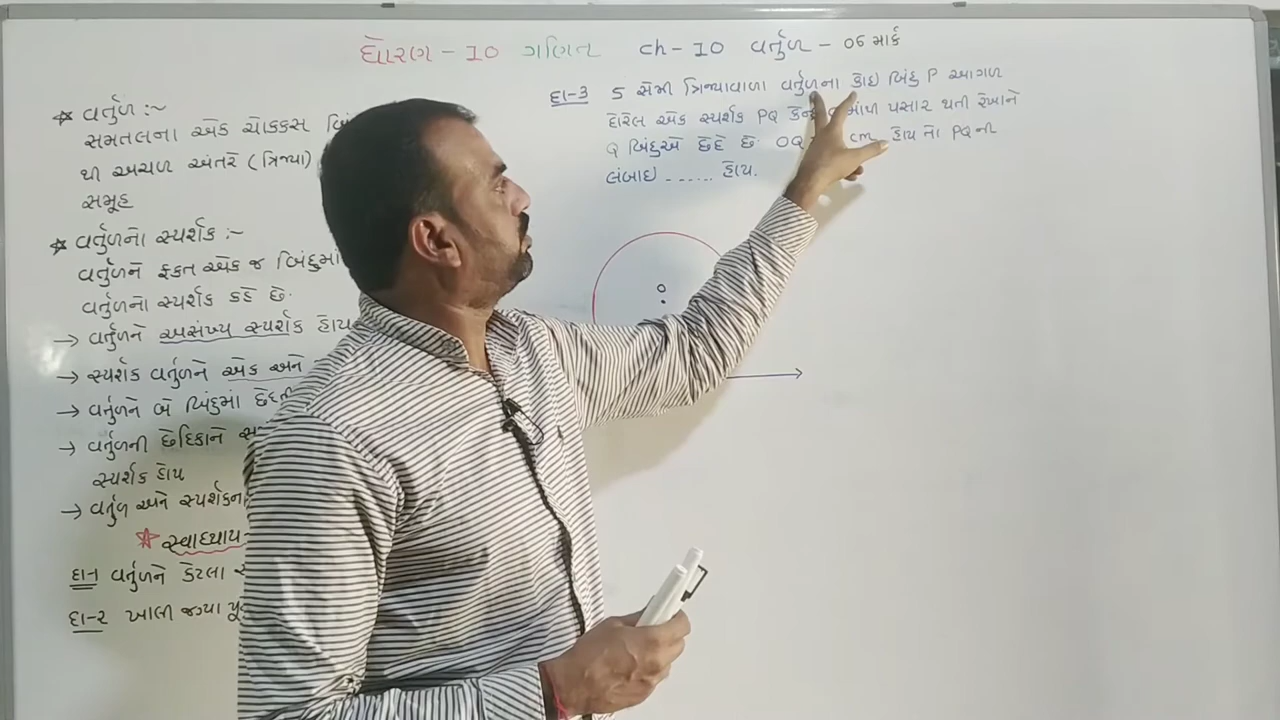 ધોરણ - 10 ગણિત ch - 10 વર્તુળ - 06 માર્ક
★ વર્તુળ :~
સમતલના એક ચોક્કસ
થી અચળ અંતરે (ત્રિજ્યા)
સમૂહ
★ વર્તુળનો સ્પર્શક :~
વર્તુળને ફક્ત એક જ બિંદુમાં
વર્તુળનો સ્પર્શક કહે છે.
→ વર્તુળને અસંખ્ય સ્પર્શક હોય
→ સ્પર્શક વર્તુળને એક અને
→ વર્તુળને બે બિંદુમાં છેદતી
→ વર્તુળની છેદિકાને
સ્પર્શક હોય
→ વર્તુળ અને સ્પર્શકના
★ સ્વાધ્યાય-
દા-1 વર્તુળને કેટલા
દા-2 ખાલી જગ્યા
દા-3 5 સેમી ત્રિજ્યાવાળા વર્તુળના કોઇ બિંદુ P આગળ
દોરેલ એક સ્પર્શક PQ પસાર થતી રેખાને
Q બિંદુએ છેદે છે. OQ cm હોય તો PQ ની
લંબાઇ ...... હોય.
O